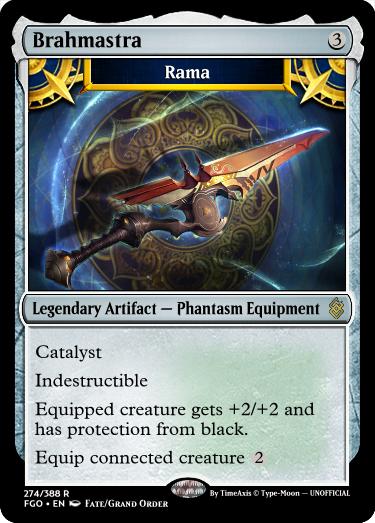 Brahmastra 3
Rama
Legendary Artifact — Phantasm Equipment
Catalyst
Indestructible
Equipped creature gets +2/+2 and
has protection from black.
Equip connected creature 2
274/388 R
FGO • EN Fate/Grand Order By TimeAxis © Type-Moon — UNOFFICIAL